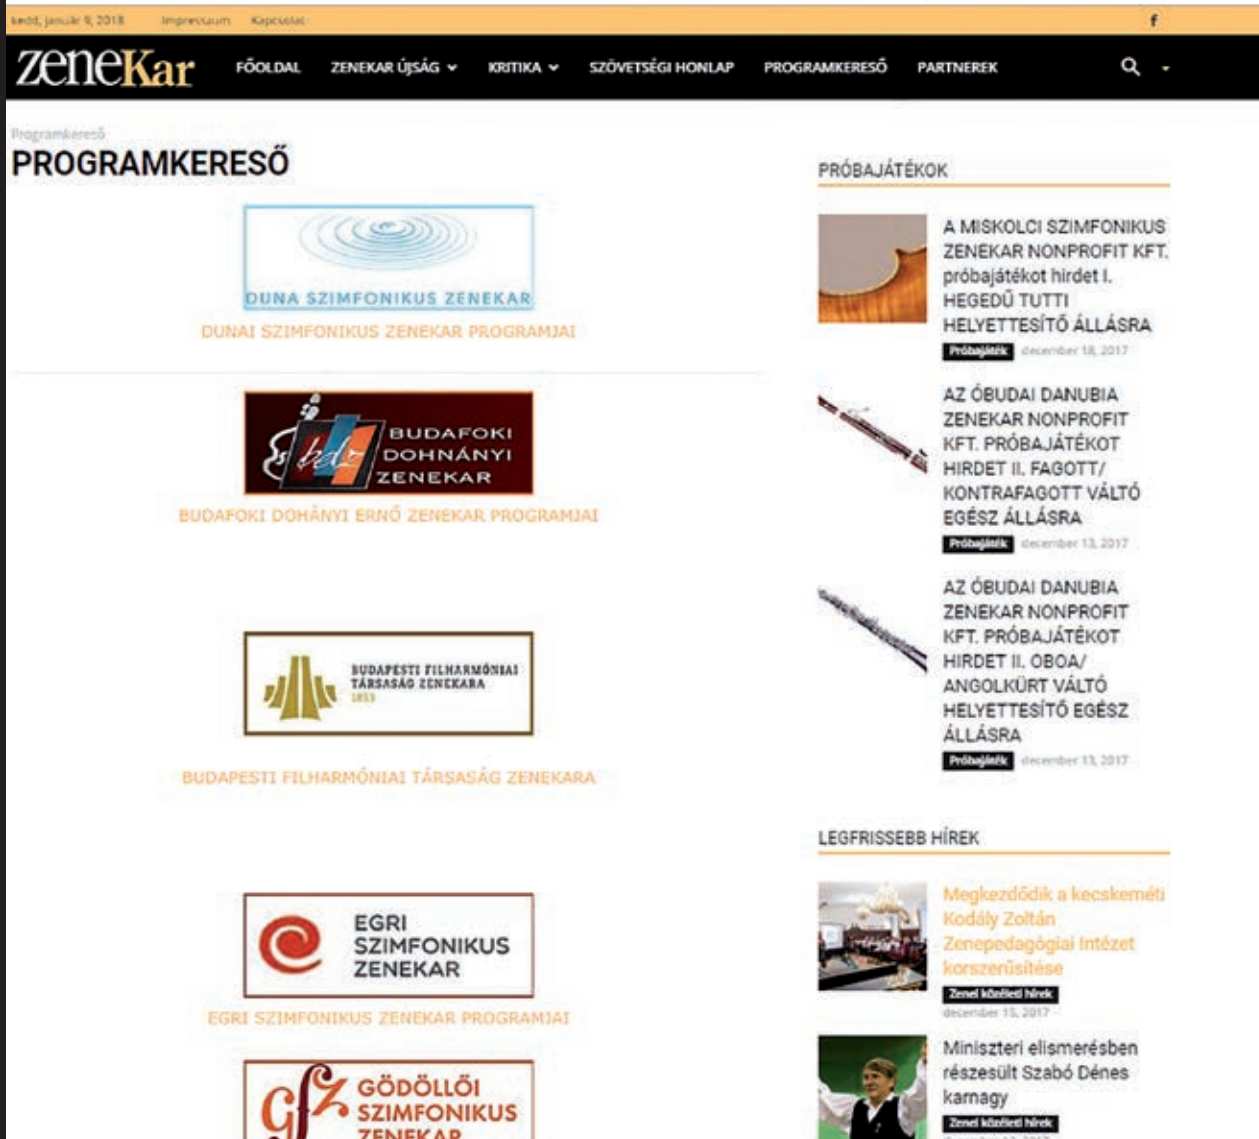 kedd, január 9, 2018 Impresszum Kapcsolat
zeneKar FŐOLDAL ZENEKAR ÚJSÁG KRITIKA SZÖVETSÉGI HONLAP PROGRAMKERESŐ PARTNEREK
Programkereső
PROGRAMKERESŐ
DUNA SZIMFONIKUS ZENEKAR
DUNAI SZIMFONIKUS ZENEKAR PROGRAMJAI
bdz
BUDAFOKI
DOHNÁNYI
ZENEKAR
BUDAFOKI DOHÁNYI ERNŐ ZENEKAR PROGRAMJAI
BUDAPESTI FILHARMÓNIAI
TÁRSASÁG ZENEKARA
1853
BUDAPESTI FILHARMÓNIAI TÁRSASÁG ZENEKARA
EGRI
SZIMFONIKUS
ZENEKAR
EGRI SZIMFONIKUS ZENEKAR PROGRAMJAI
gfz
GÖDÖLLŐI
SZIMFONIKUS
ZENEKAR
PRÓBAJÁTÉKOK
A MISKOLCI SZIMFONIKUS
ZENEKAR NONPROFIT KFT.
próbajátékot hirdet I.
HEGEDŰ TUTTI
HELYETTESÍTŐ ÁLLÁSRA
Próbajáték december 18, 2017
AZ ÓBUDAI DANUBIA
ZENEKAR NONPROFIT
KFT. PRÓBAJÁTÉKOT
HIRDET II. FAGOTT/
KONTRAFAGOTT VÁLTÓ
EGÉSZ ÁLLÁSRA
Próbajáték december 13, 2017
AZ ÓBUDAI DANUBIA
ZENEKAR NONPROFIT
KFT. PRÓBAJÁTÉKOT
HIRDET II. OBOA/
ANGOLKÜRT VÁLTÓ
HELYETTESÍTŐ EGÉSZ
ÁLLÁSRA
Próbajáték december 13, 2017
LEGFRISSEBB HÍREK
Megkezdődik a kecskeméti
Kodály Zoltán
Zenepedagógiai Intézet
korszerűsítése
Zenei közéleti hírek
december 15, 2017
Miniszteri elismerésben
részesült Szabó Dénes
karnagy
Zenei közéleti hírek